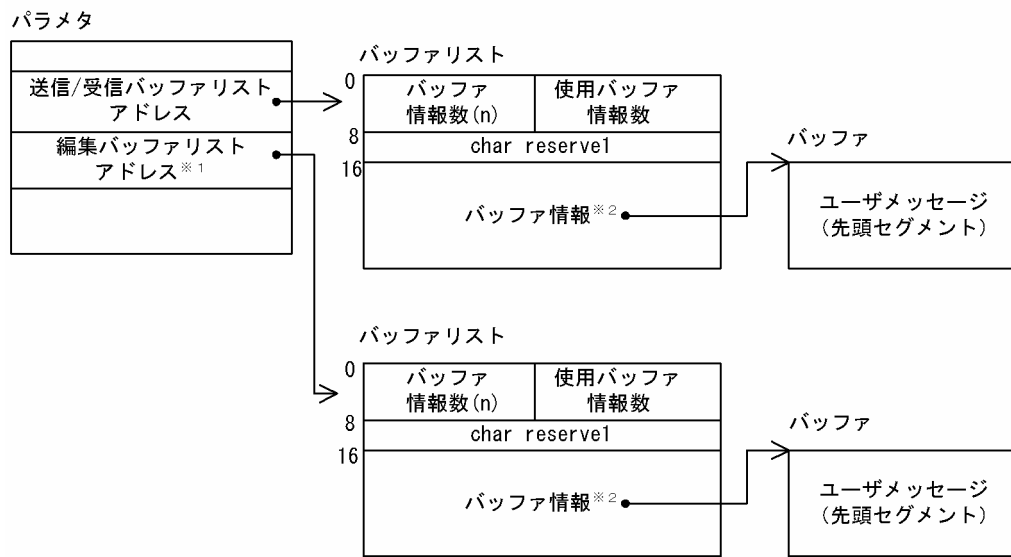 パラメタ
送信/受信バッファリスト
アドレス
編集バッファリスト
アドレス※1
バッファリスト
0
バッファ
情報数(n)
使用バッファ
情報数
8
char reserve1
16
バッファ情報※2
バッファ
ユーザメッセージ
(先頭セグメント)
バッファリスト
0
バッファ
情報数(n)
使用バッファ
情報数
8
char reserve1
16
バッファ情報※2
バッファ
ユーザメッセージ
(先頭セグメント)